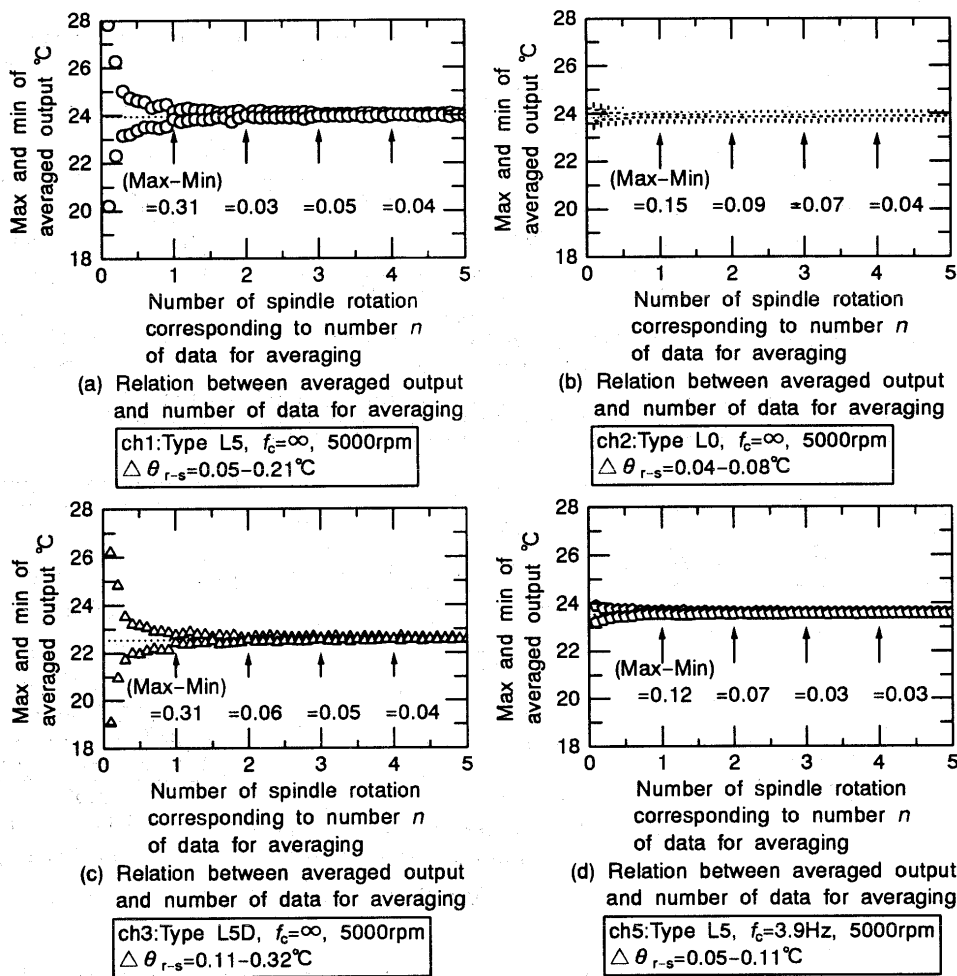 Max and min of
averaged output °C
28
26
24
22
20
18
(Max–Min)
=0.31 =0.03 =0.05 =0.04
0 1 2 3 4 5
Number of spindle rotation
corresponding to number n
of data for averaging
(a) Relation between averaged output
and number of data for averaging
ch1:Type L5, fc=∞, 5000rpm
△ θ r–s=0.05–0.21°C
Max and min of
averaged output °C
28
26
24
22
20
18
(Max–Min)
=0.15 =0.09 =0.07 =0.04
0 1 2 3 4 5
Number of spindle rotation
corresponding to number n
of data for averaging
(b) Relation between averaged output
and number of data for averaging
ch2:Type L0, fc=∞, 5000rpm
△ θ r–s=0.04–0.08°C
Max and min of
averaged output °C
28
26
24
22
20
18
(Max–Min)
=0.31 =0.06 =0.05 =0.04
0 1 2 3 4 5
Number of spindle rotation
corresponding to number n
of data for averaging
(c) Relation between averaged output
and number of data for averaging
ch3:Type L5D, fc=∞, 5000rpm
△ θ r–s=0.11–0.32°C
Max and min of
averaged output °C
28
26
24
22
20
18
(Max–Min)
=0.12 =0.07 =0.03 =0.03
0 1 2 3 4 5
Number of spindle rotation
corresponding to number n
of data for averaging
(d) Relation between averaged output
and number of data for averaging
ch5:Type L5, fc=3.9Hz, 5000rpm
△ θ r–s=0.05–0.11°C